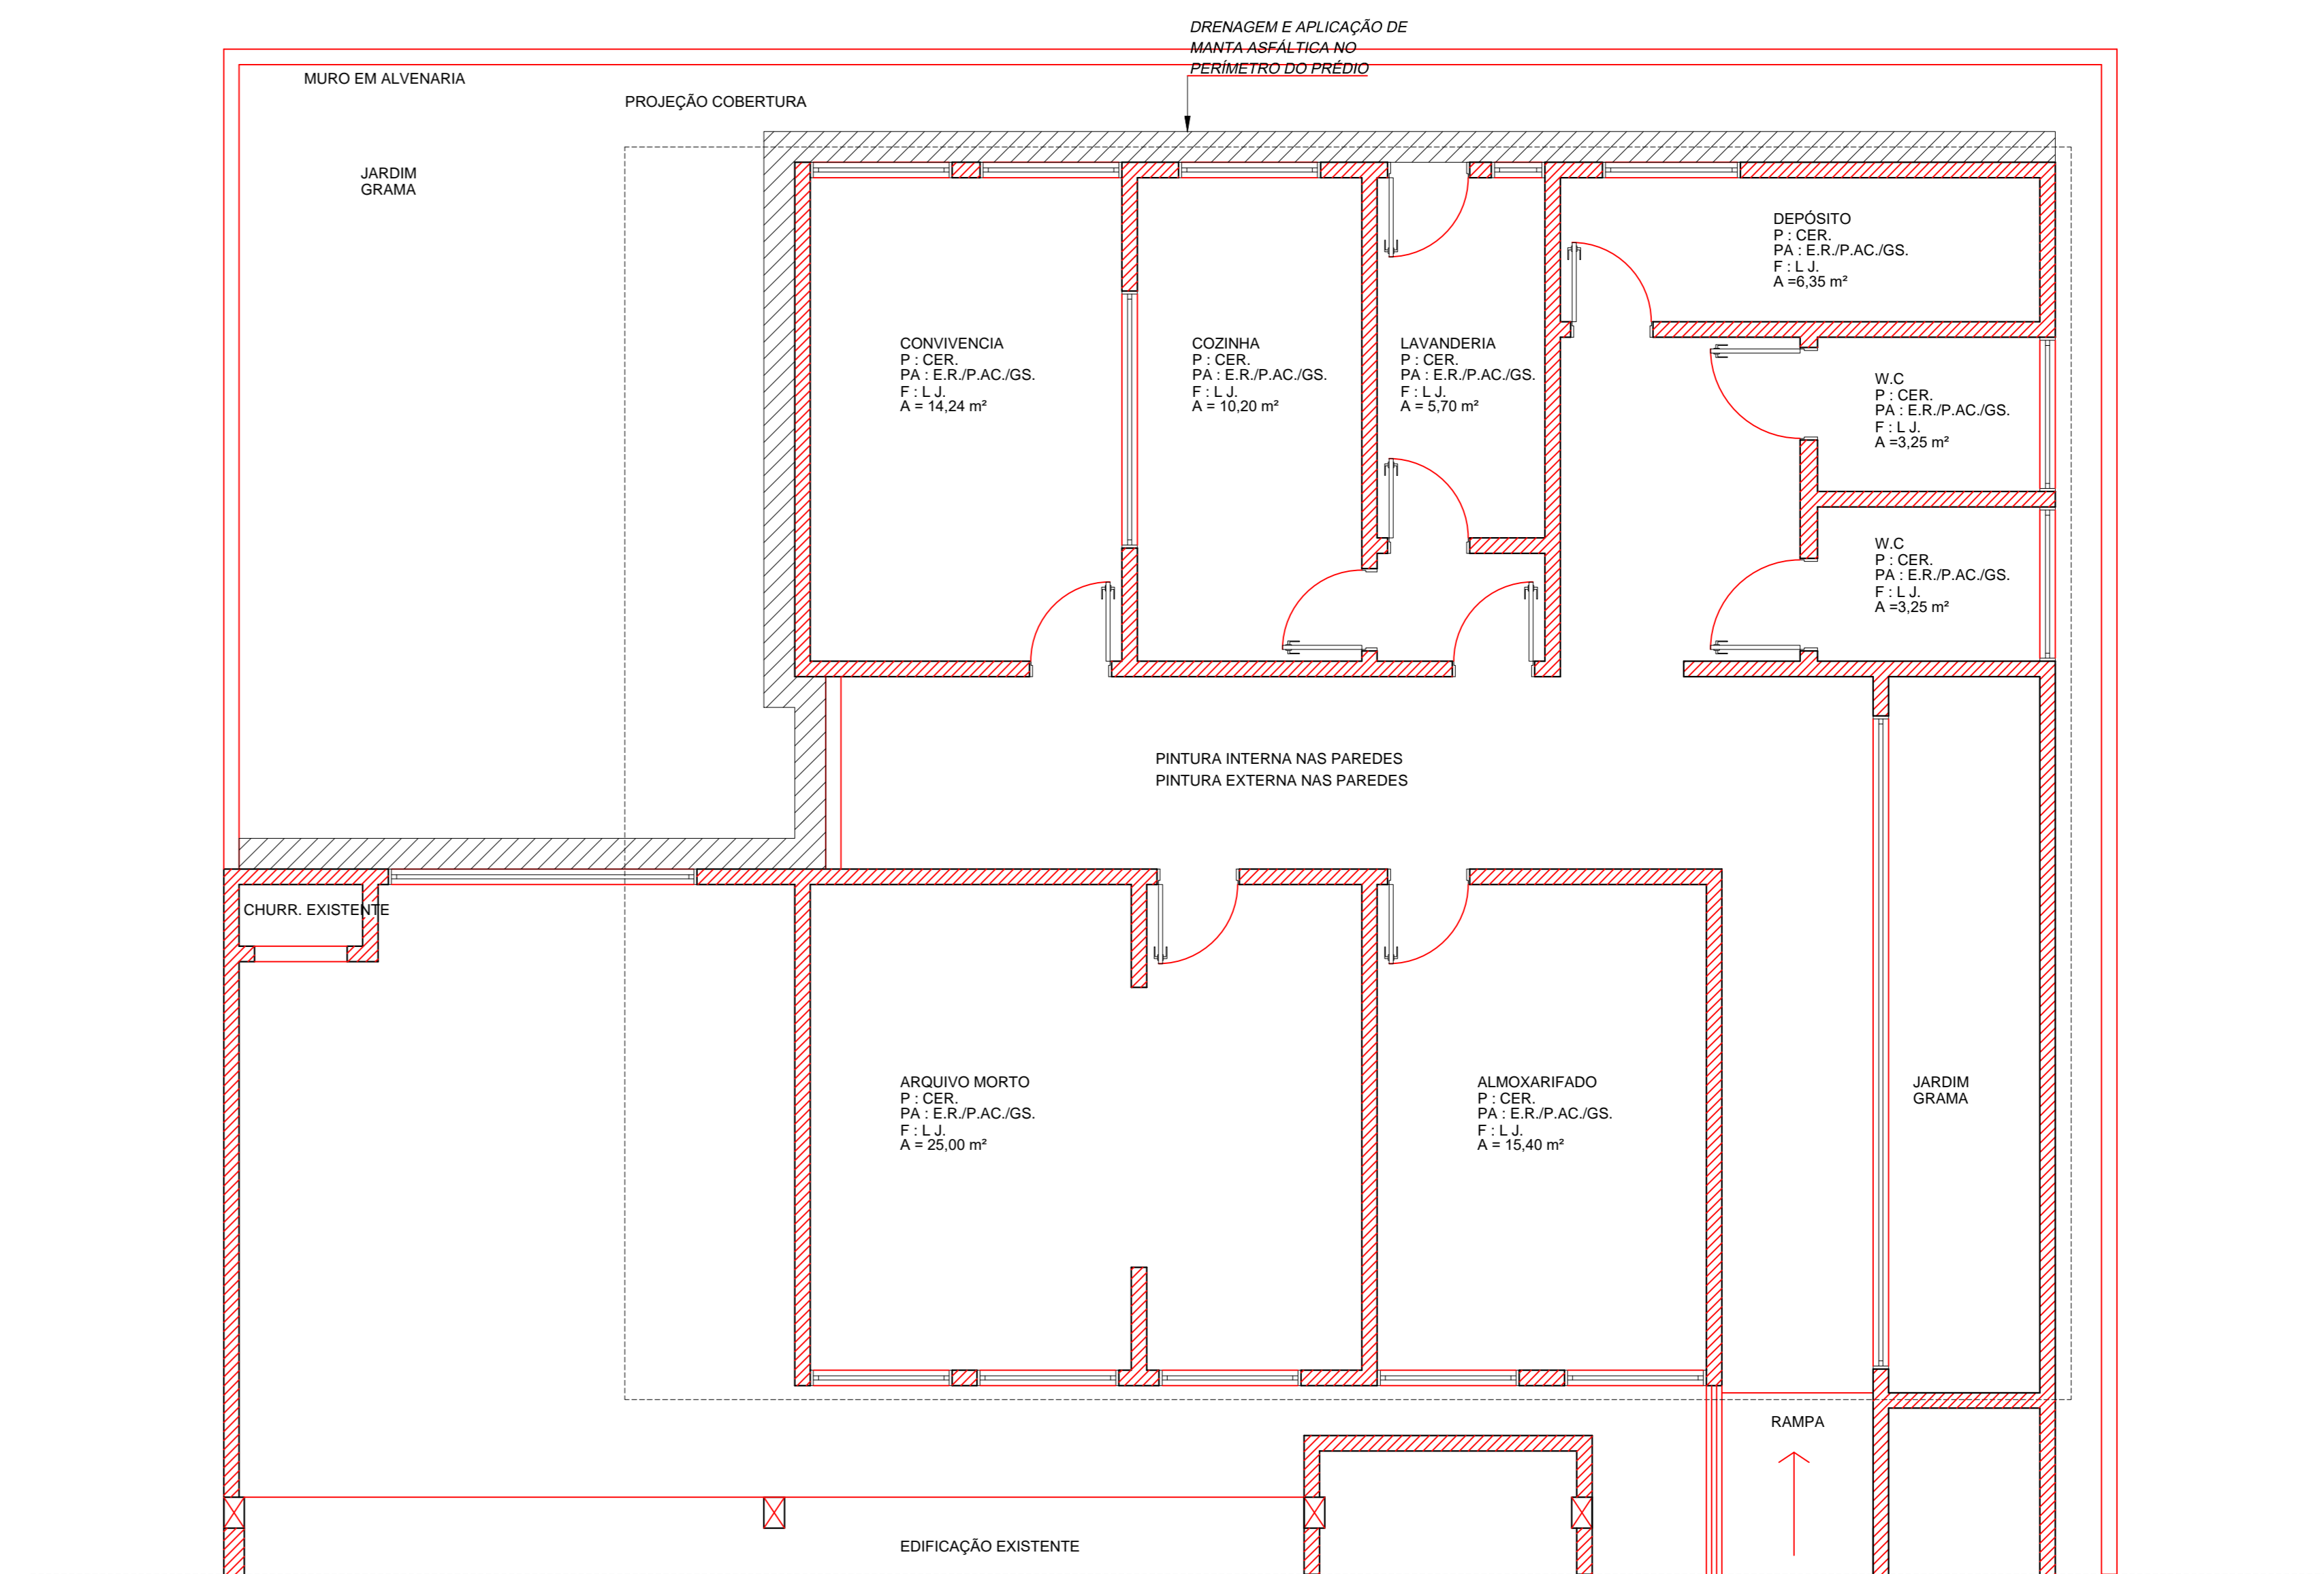 DRENAGEM E APLICAÇÃO DE
MANTA ASFÁLTICA NO
PERÍMETRO DO PRÉDIO
MURO EM ALVENARIA
PROJEÇÃO COBERTURA
JARDIM
GRAMA
DEPÓSITO
P : CER.
PA : E.R./P.AC./GS.
F : L J.
A =6,35 m²
CONVIVENCIA
P : CER.
PA : E.R./P.AC./GS.
F : L J.
A = 14,24 m²
COZINHA
P : CER.
PA : E.R./P.AC./GS.
F : L J.
A = 10,20 m²
LAVANDERIA
P : CER.
PA : E.R./P.AC./GS.
F : L J.
A = 5,70 m²
W.C
P : CER.
PA : E.R./P.AC./GS.
F : L J.
A =3,25 m²
W.C
P : CER.
PA : E.R./P.AC./GS.
F : L J.
A =3,25 m²
PINTURA INTERNA NAS PAREDES
PINTURA EXTERNA NAS PAREDES
CHURR. EXISTENTE
ARQUIVO MORTO
P : CER.
PA : E.R./P.AC./GS.
F : L J.
A = 25,00 m²
ALMOXARIFADO
P : CER.
PA : E.R./P.AC./GS.
F : L J.
A = 15,40 m²
JARDIM
GRAMA
RAMPA
EDIFICAÇÃO EXISTENTE